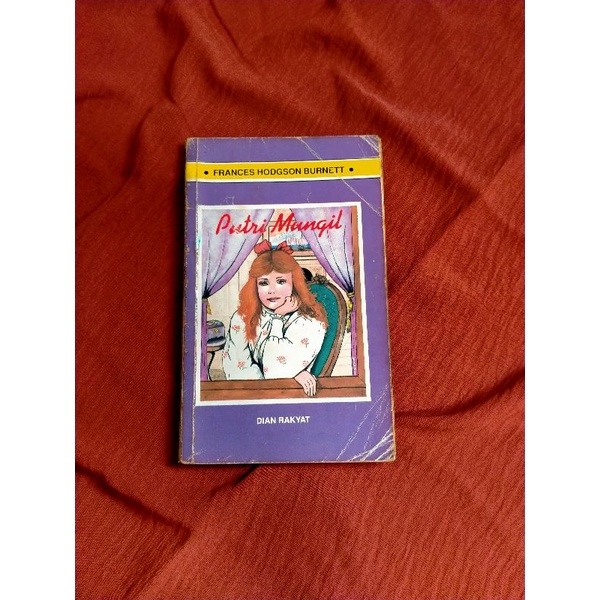 • FRANCES HODGSON BURNETT •
Putri Mungil
DIAN RAKYAT